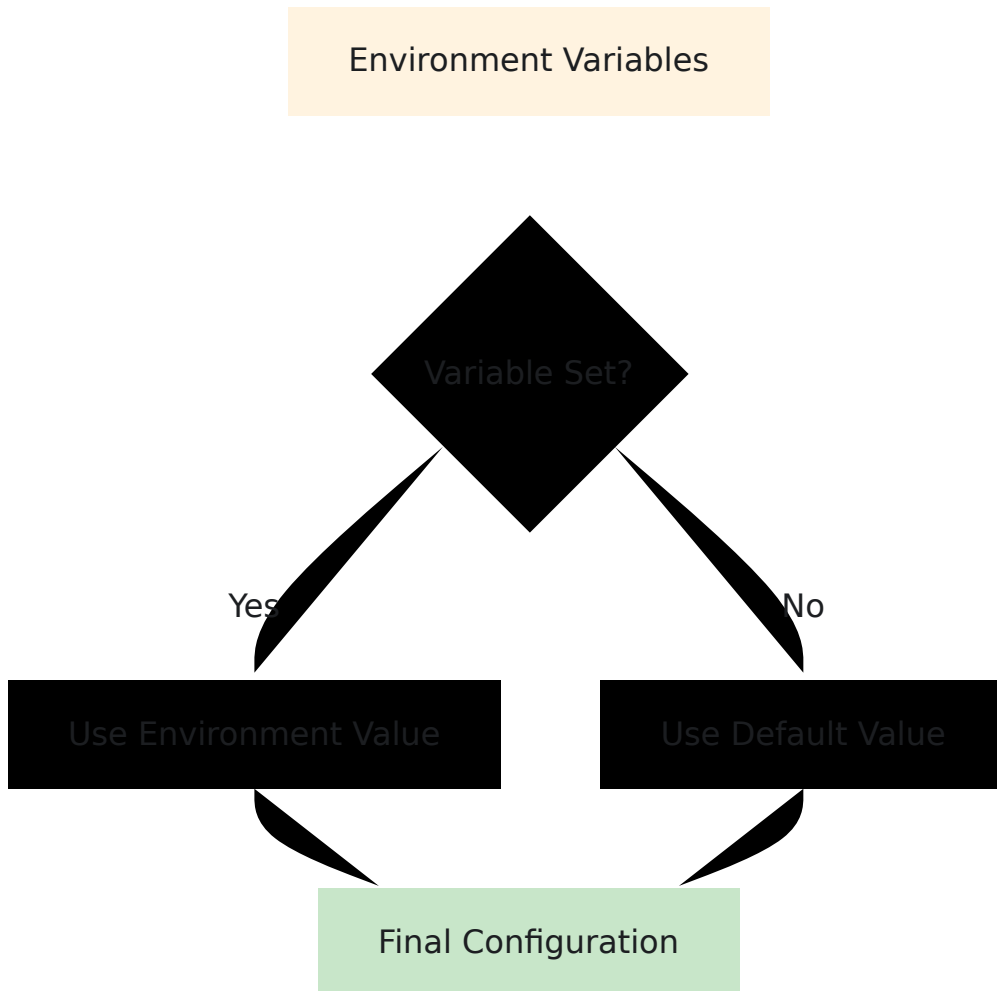 Environment Variables
Variable Set?
Yes
No
Use Environment Value
Use Default Value
Final Configuration